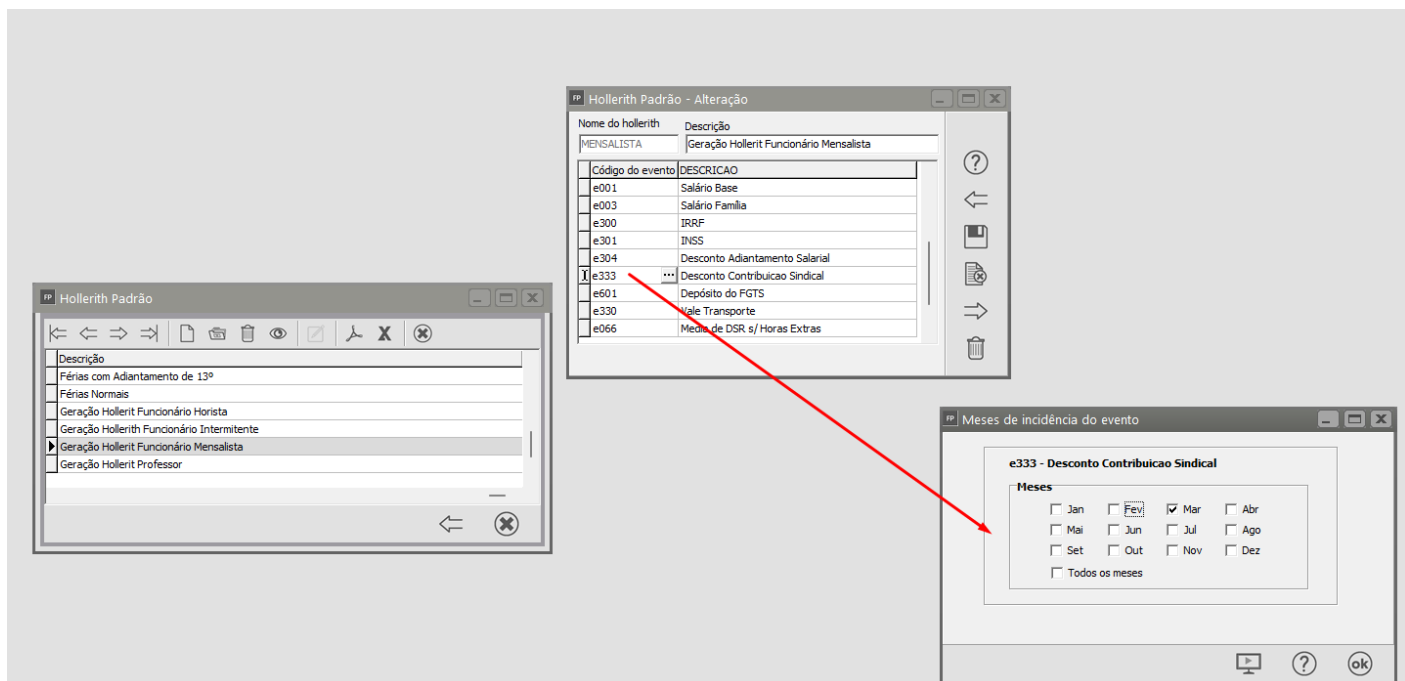 FP Hollerith Padrão
Descrição
Férias com Adiantamento de 13º
Férias Normais
Geração Hollerit Funcionário Horista
Geração Hollerith Funcionário Intermitente
Geração Hollerit Funcionário Mensalista
Geração Hollerit Professor
FP Hollerith Padrão - Alteração
Nome do hollerith Descrição
MENSALISTA Geração Hollerit Funcionário Mensalista
Código do evento DESCRICAO
e001 Salário Base
e003 Salário Família
e300 IRRF
e301 INSS
e304 Desconto Adiantamento Salarial
e333 ... Desconto Contribuicao Sindical
e601 Depósito do FGTS
e330 Vale Transporte
e066 Media de DSR s/ Horas Extras
FP Meses de incidência do evento
e333 - Desconto Contribuicao Sindical
Meses
Jan Fev Mar Abr
Mai Jun Jul Ago
Set Out Nov Dez
Todos os meses
ok